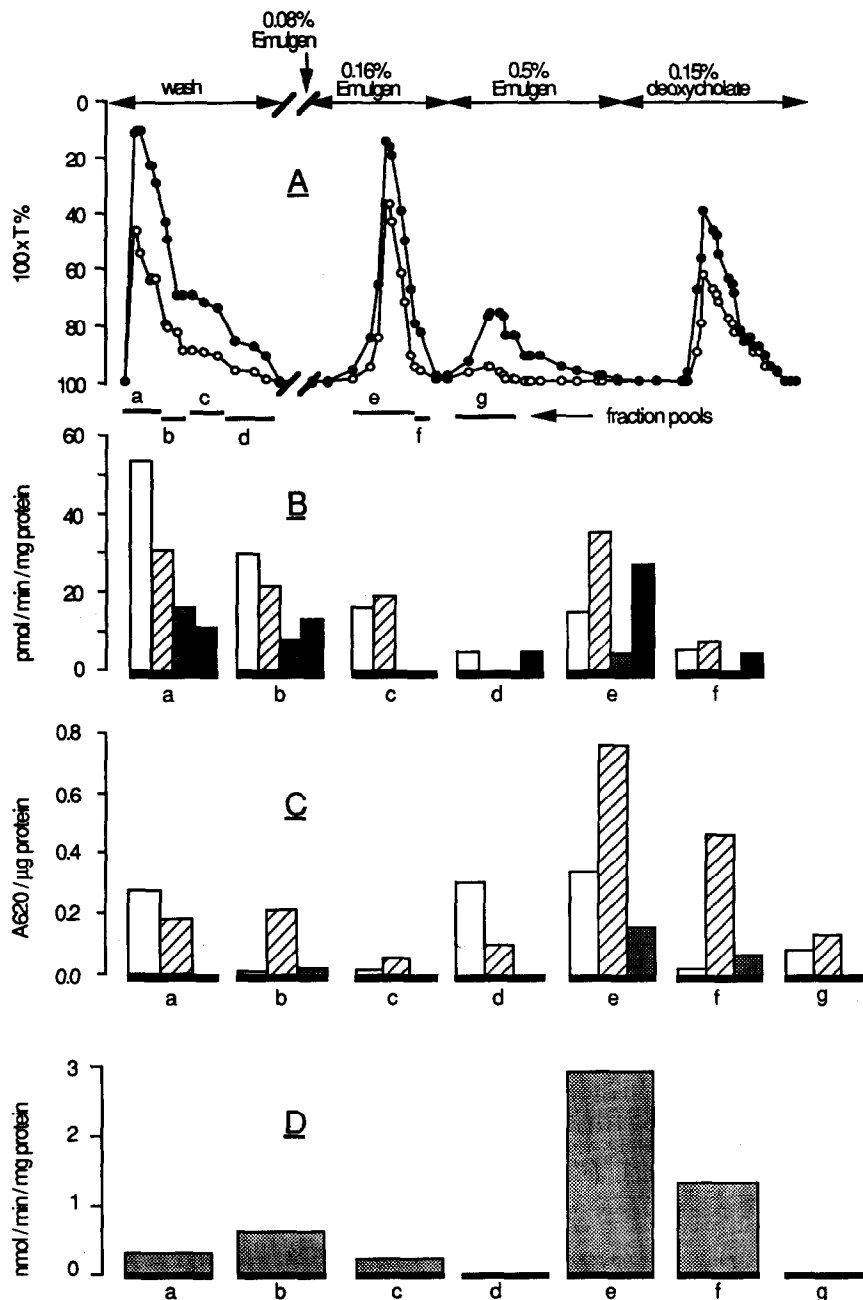 0.08%
Emulgen
wash
0.16%
Emulgen
0.5%
Emulgen
0.15%
deoxycholate
0
20
40
60
80
100
100 x T%
A
a
b
c
d
e
f
g
fraction pools
60
40
20
0
pmol / min / mg protein
B
a
b
c
d
e
f
0.8
0.6
0.4
0.2
0.0
A620 / µg protein
C
a
b
c
d
e
f
g
3
2
1
0
nmol / min / mg protein
D
a
b
c
d
e
f
g